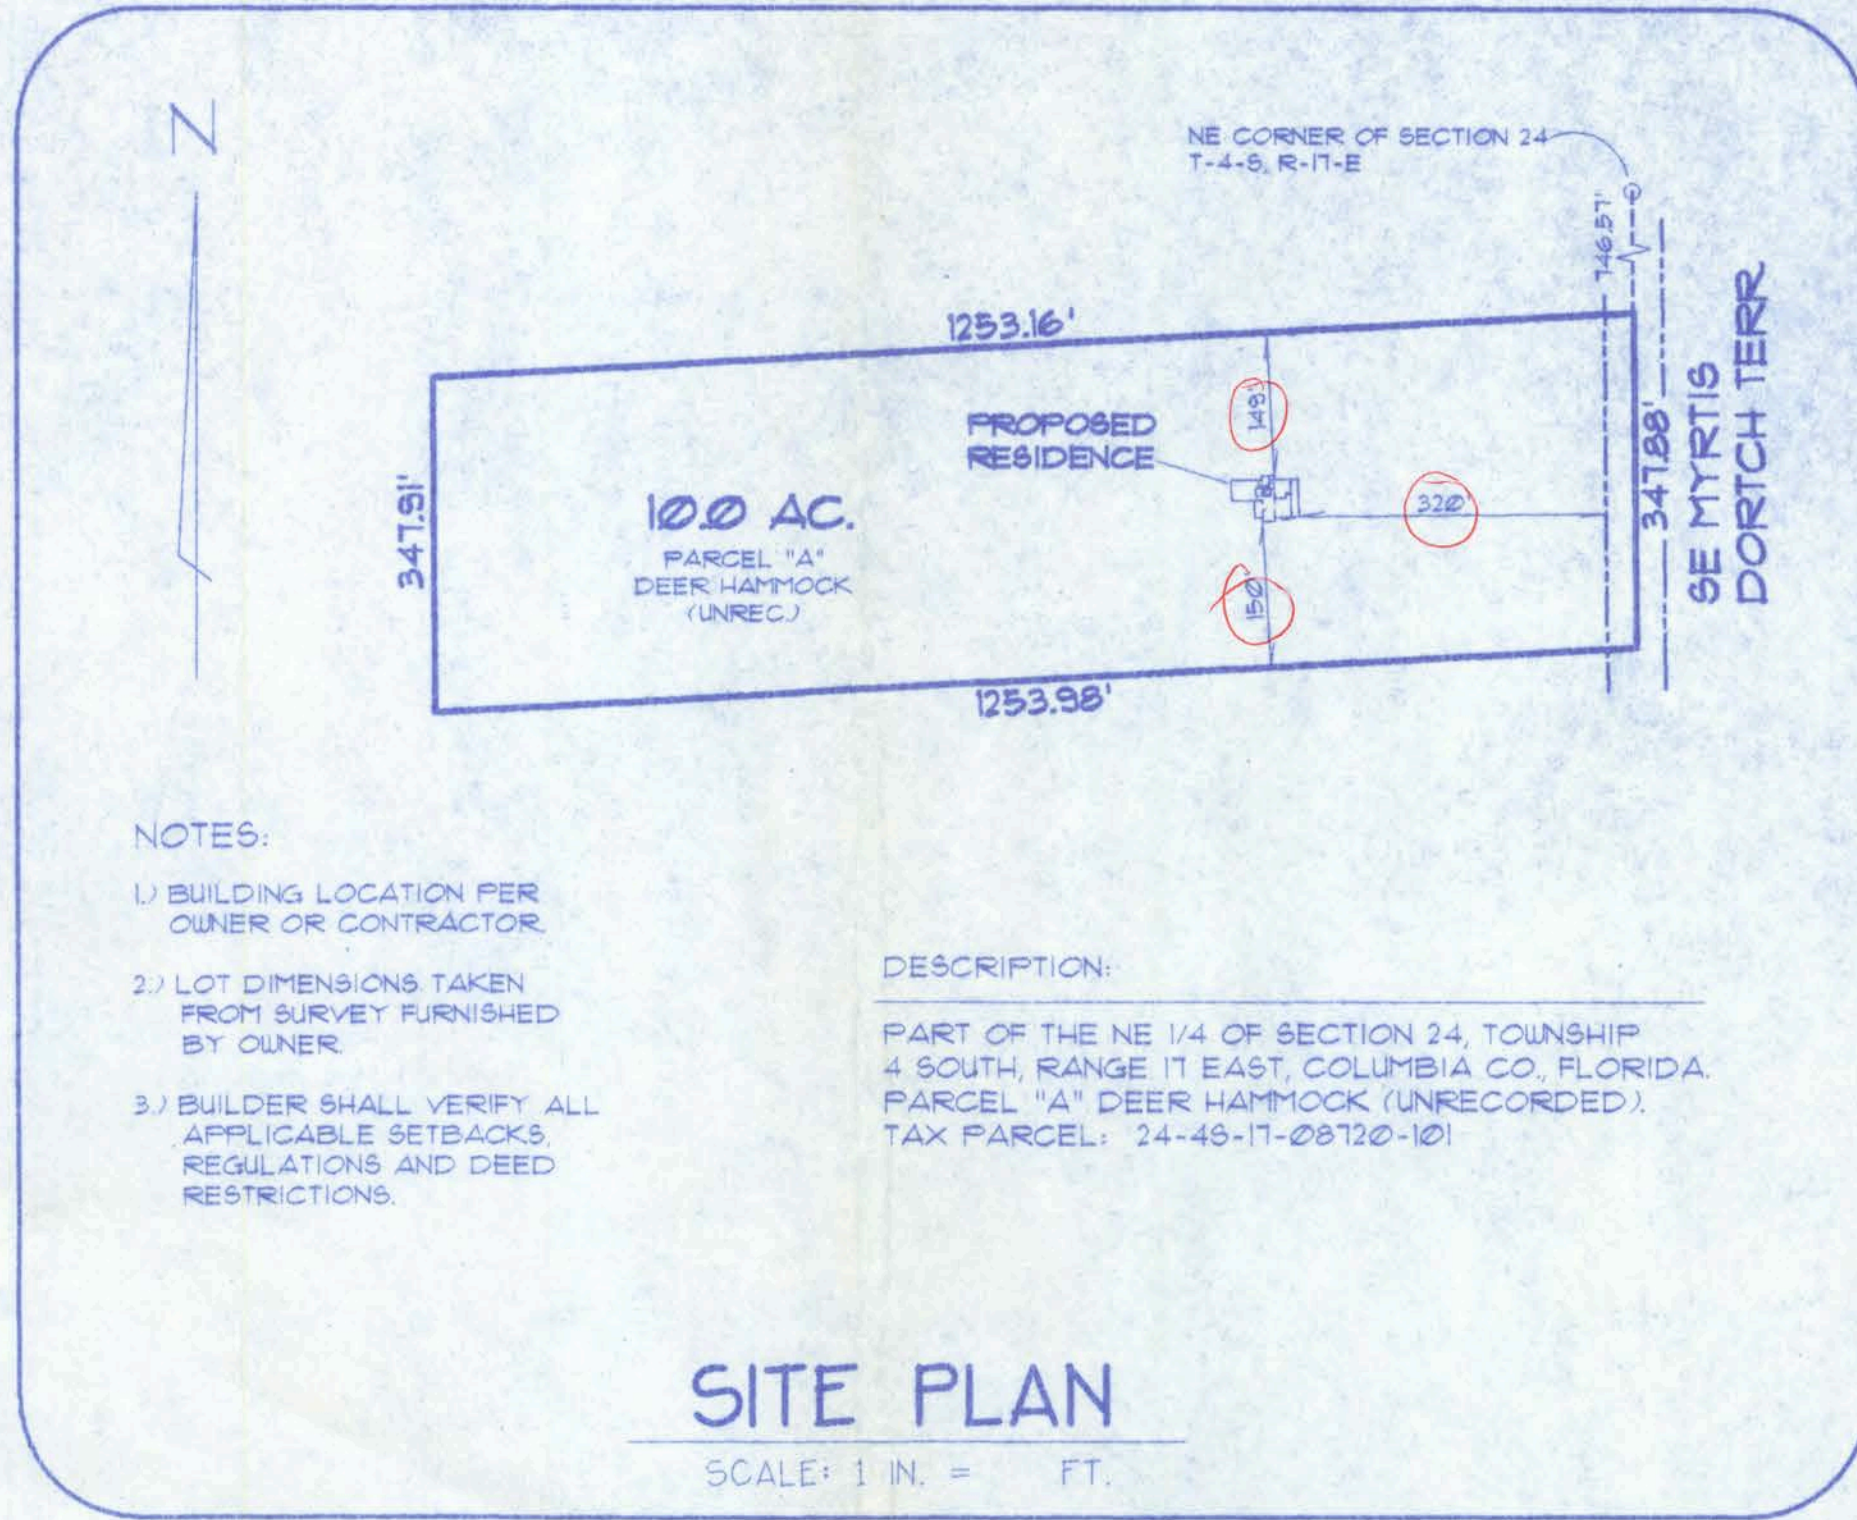 N
NE CORNER OF SECTION 24
T-4-S, R-17-E
746.57'
1253.16'
149'
PROPOSED
RESIDENCE
320'
347.88'
SE MYRTIS
DORTCH TERR
347.91'
10.0 AC.
PARCEL "A"
DEER HAMMOCK
(UNREC.)
150'
1253.98'
NOTES:
1.) BUILDING LOCATION PER
OWNER OR CONTRACTOR.
2.) LOT DIMENSIONS TAKEN
FROM SURVEY FURNISHED
BY OWNER.
3.) BUILDER SHALL VERIFY ALL
APPLICABLE SETBACKS,
REGULATIONS AND DEED
RESTRICTIONS.
DESCRIPTION:
PART OF THE NE 1/4 OF SECTION 24, TOWNSHIP
4 SOUTH, RANGE 17 EAST, COLUMBIA CO., FLORIDA.
PARCEL "A" DEER HAMMOCK (UNRECORDED).
TAX PARCEL: 24-4S-17-08720-101
SITE PLAN
SCALE: 1 IN. = FT.